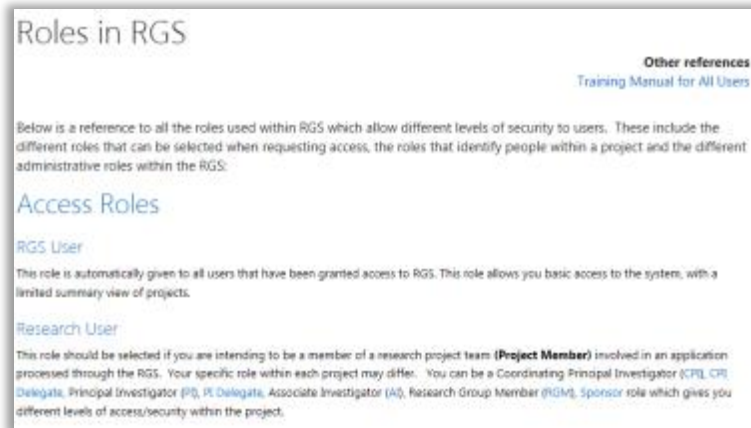 Roles in RGS
Other references
Training Manual for All Users
Below is a reference to all the roles used within RGS which allow different levels of security to users. These include the
different roles that can be selected when requesting access, the roles that identify people within a project and the different
administrative roles within the RGS:
Access Roles
RGS User
This role is automatically given to all users that have been granted access to RGS. This role allows you basic access to the system, with a
limited summary view of projects.
Research User
This role should be selected if you are intending to be a member of a research project team (Project Member) involved in an application
processed through the RGS. Your specific role within each project may differ. You can be a Coordinating Principal Investigator (CPI), CPI
Delegate, Principal Investigator (PI), PI Delegate, Associate Investigator (AI), Research Group Member (RGM), Sponsor role which gives you
different levels of access/security within the project.